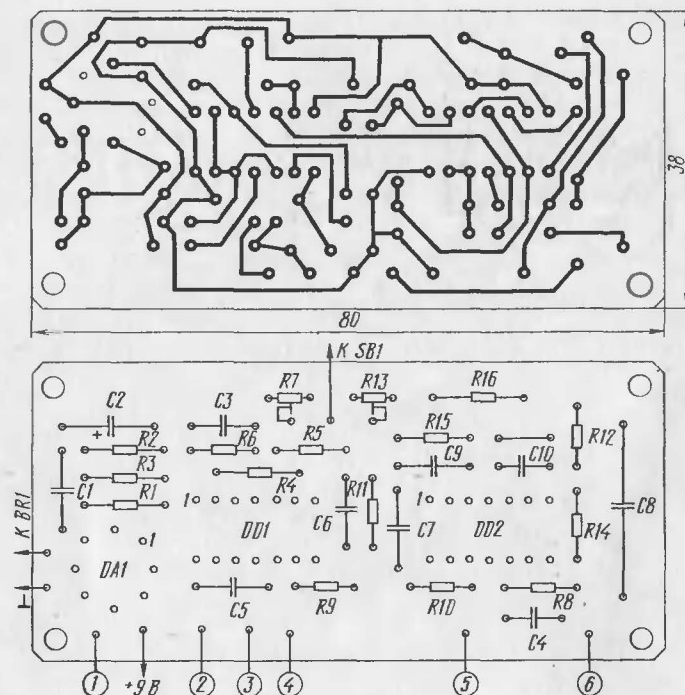 38
80
К SB1
R7
R13
R16
C2
C3
+
R2
R6
R5
R15
R12
R3
C9
C10
R1
R4
C1
К BR1
1
DD1
C6
R11
1
C7
DD2
R14
C8
1
DA1
C5
R9
R10
R8
C4
1
+9 В
2
3
4
5
6